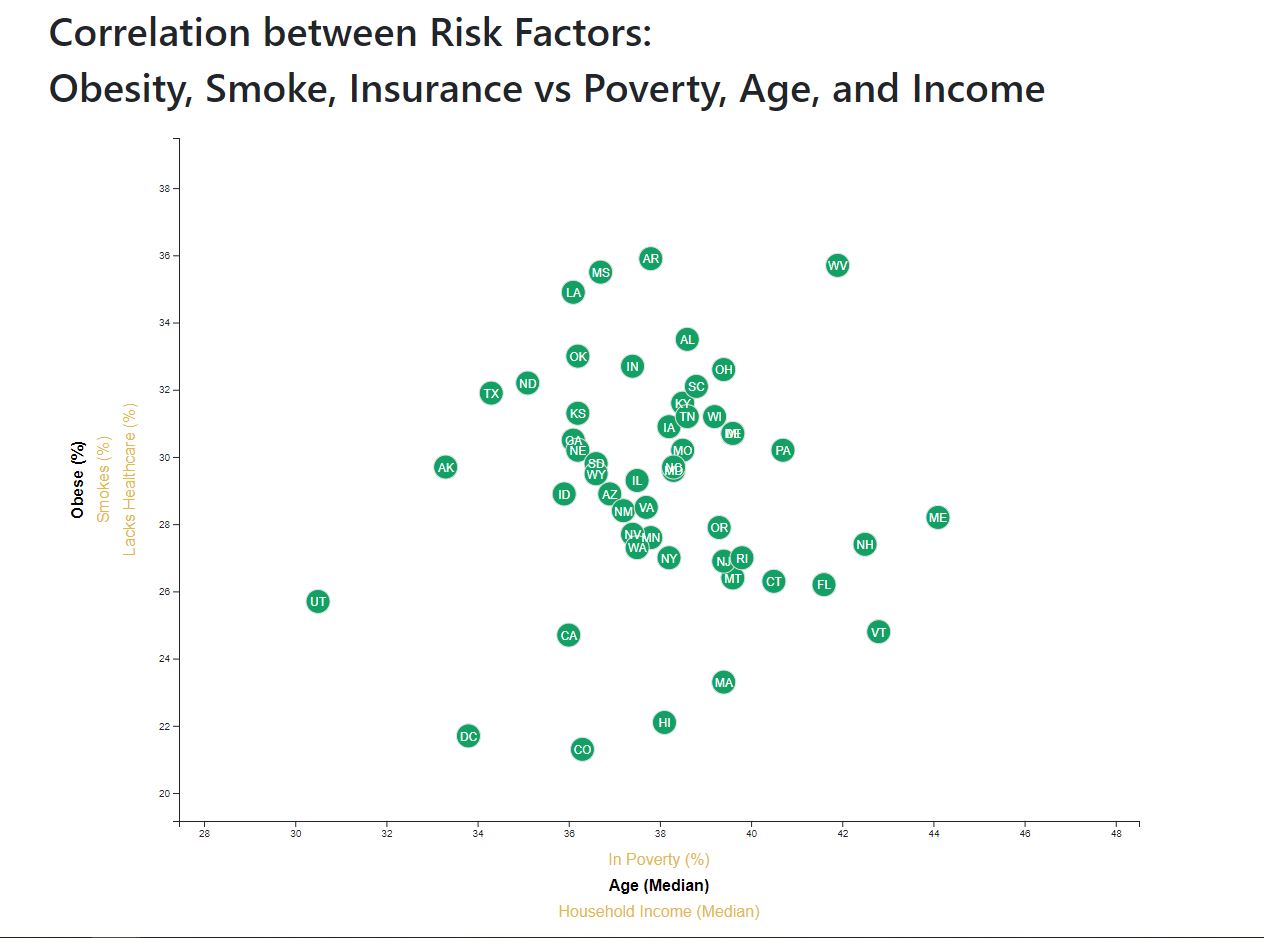 Correlation between Risk Factors:
Obesity, Smoke, Insurance vs Poverty, Age, and Income
38
36
34
32
30
28
26
24
22
20
Obese (%)
Smokes (%)
Lacks Healthcare (%)
AR
WV
MS
LA
AL
OK
IN
OH
ND
SC
TX
KY
KS
TN
WI
IA
PA
NE
MO
SD
AK
WY
MD
IL
ID
AZ
VA
NM
ME
OR
NV
MN
WA
NH
NY
RI
NJ
MT
CT
FL
UT
CA
VT
MA
HI
DC
CO
28 30 32 34 36 38 40 42 44 46 48
In Poverty (%)
Age (Median)
Household Income (Median)